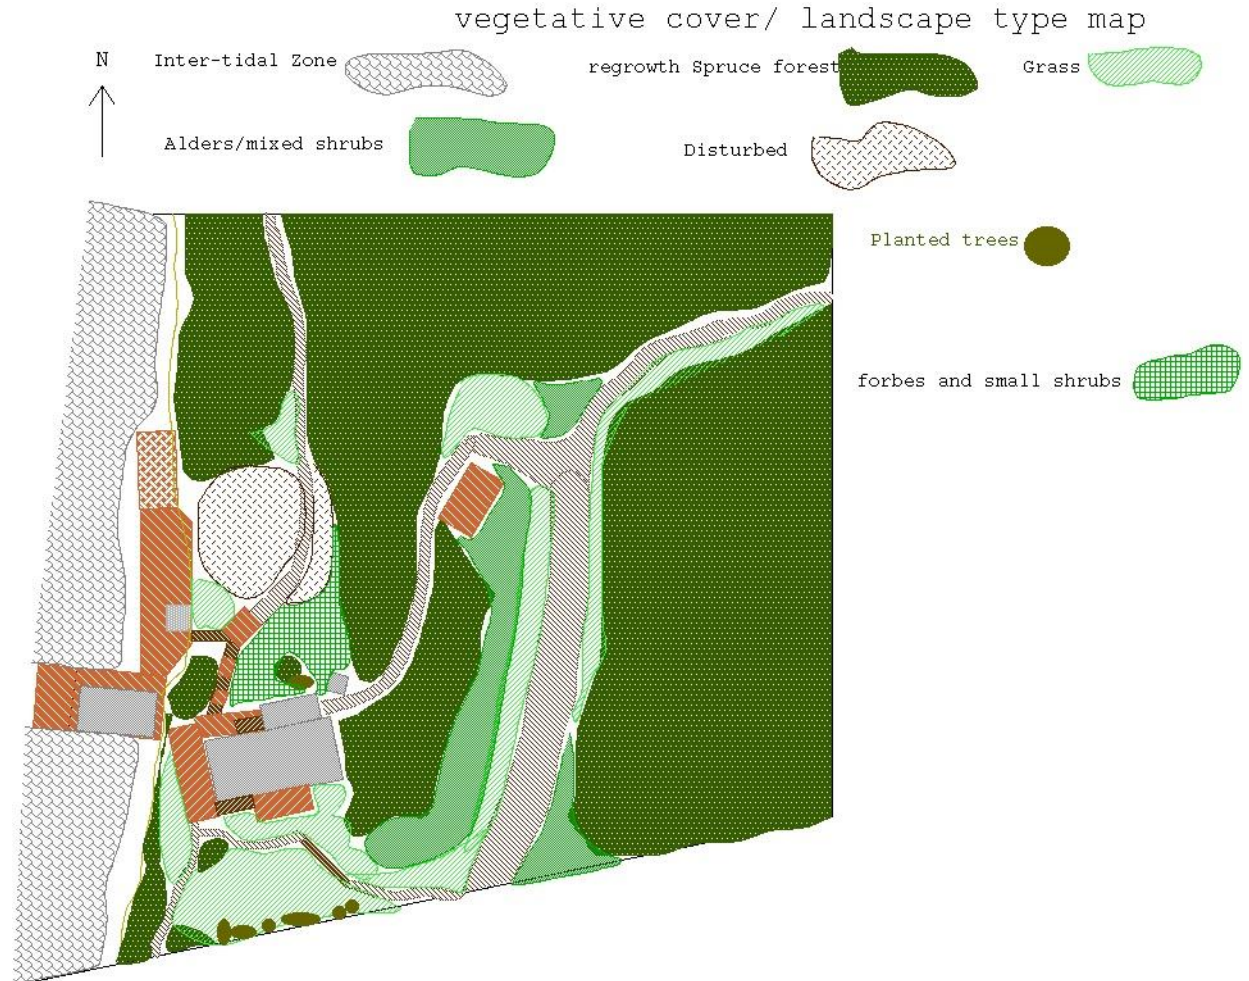 vegetative cover/ landscape type map
N
Inter-tidal Zone
regrowth Spruce forest
Grass
Alders/mixed shrubs
Disturbed
Planted trees
forbes and small shrubs